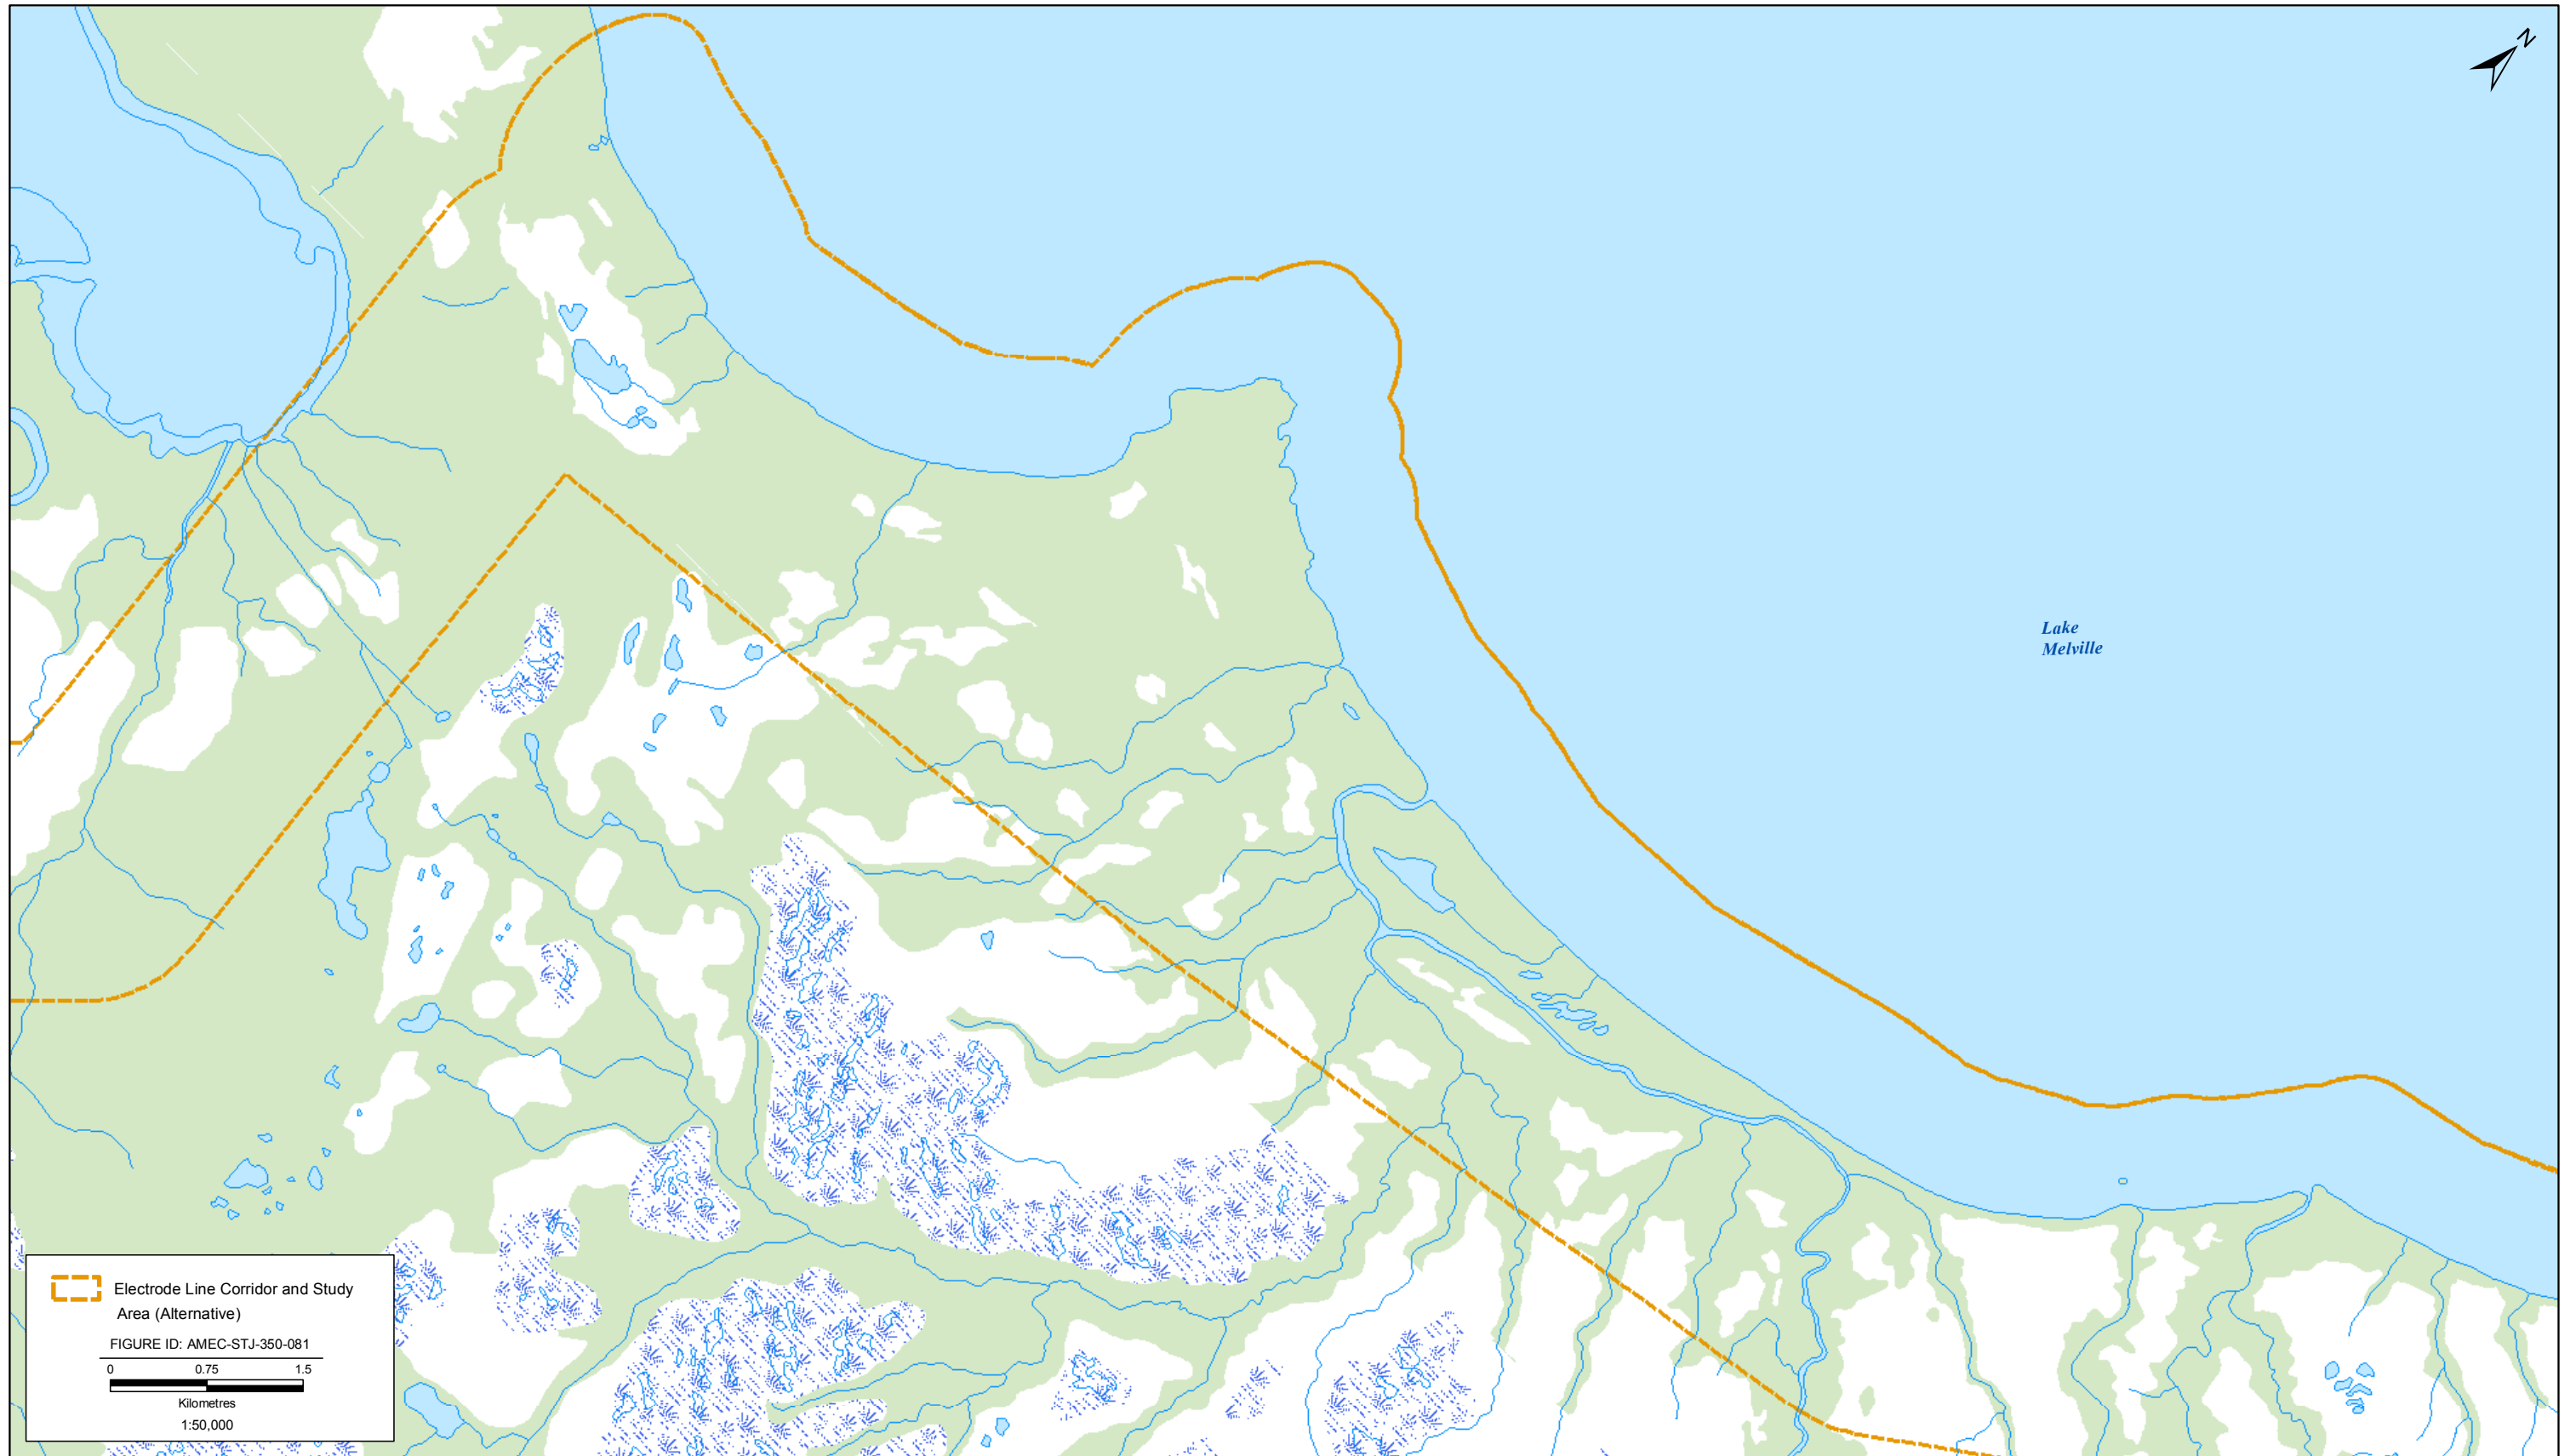 N
Lake
Melville
Electrode Line Corridor and Study
Area (Alternative)
FIGURE ID: AMEC-STJ-350-081
0 0.75 1.5
Kilometres
1:50,000